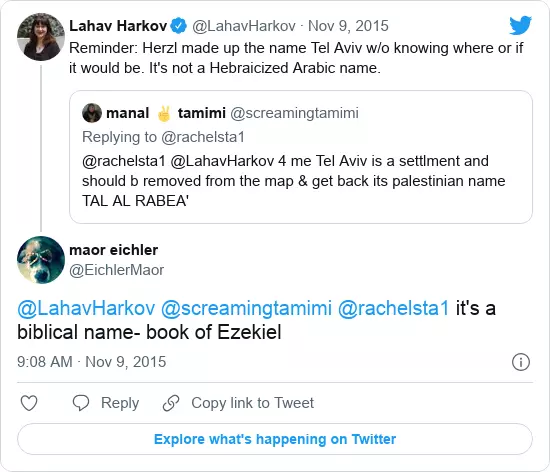 Lahav Harkov @LahavHarkov · Nov 9, 2015
Reminder: Herzl made up the name Tel Aviv w/o knowing where or if
it would be. It's not a Hebraicized Arabic name.
manal ✌️ tamimi @screamingtamimi
Replying to @rachelsta1
@rachelsta1 @LahavHarkov 4 me Tel Aviv is a settlment and
should b removed from the map & get back its palestinian name
TAL AL RABEA'
maor eichler
@EichlerMaor
@LahavHarkov @screamingtamimi @rachelsta1 it's a
biblical name- book of Ezekiel
9:08 AM · Nov 9, 2015
Reply
Copy link to Tweet
Explore what's happening on Twitter